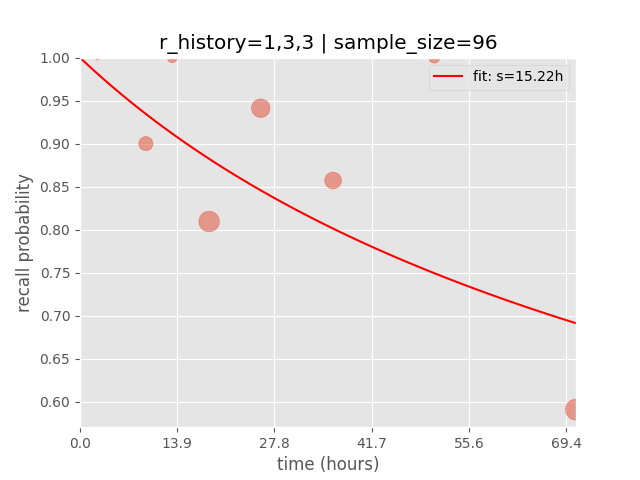 r_history=1,3,3 | sample_size=96
fit: s=15.22h
1.00
0.95
0.90
0.85
0.80
0.75
0.70
0.65
0.60
recall probability
0.0 13.9 27.8 41.7 55.6 69.4
time (hours)